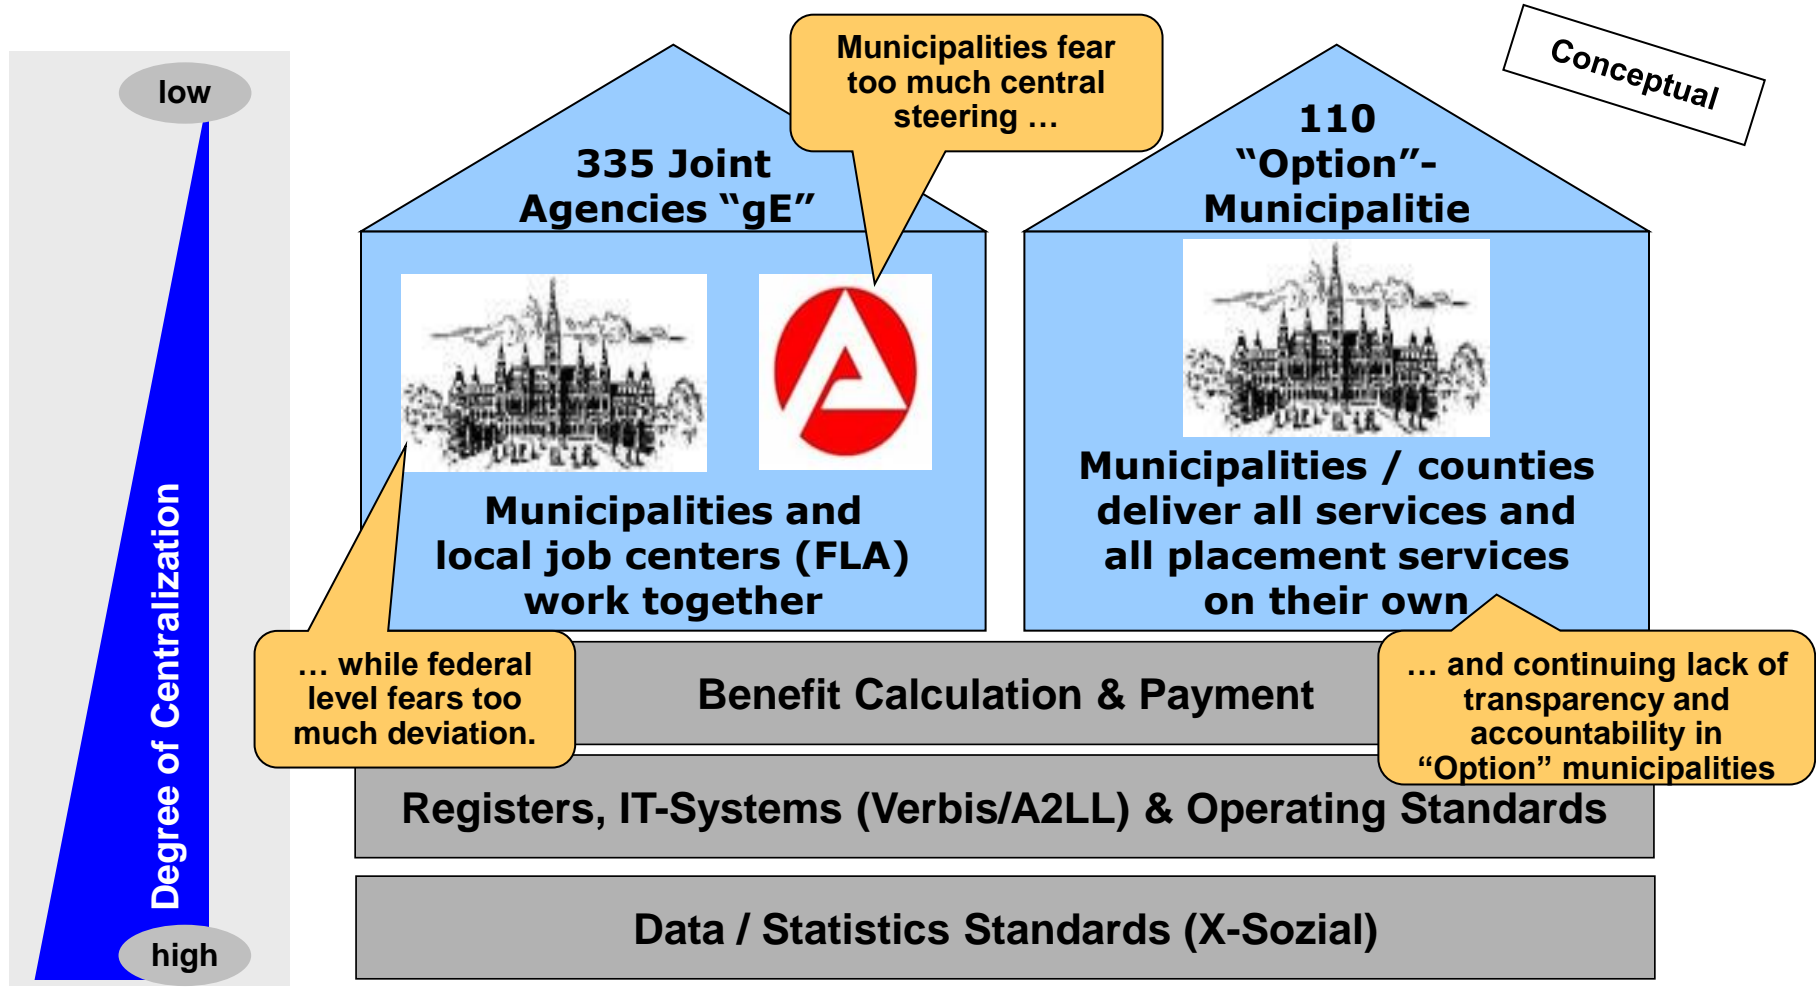 Conceptual
low
Degree of Centralization
high
335 Joint
Agencies “gE”
Municipalities fear
too much central
steering …
110
“Option”-
Municipalitie
Municipalities and
local job centers (FLA)
work together
Municipalities / counties
deliver all services and
all placement services
on their own
… while federal
level fears too
much deviation.
… and continuing lack of
transparency and
accountability in
“Option” municipalities
Benefit Calculation & Payment
Registers, IT-Systems (Verbis/A2LL) & Operating Standards
Data / Statistics Standards (X-Sozial)